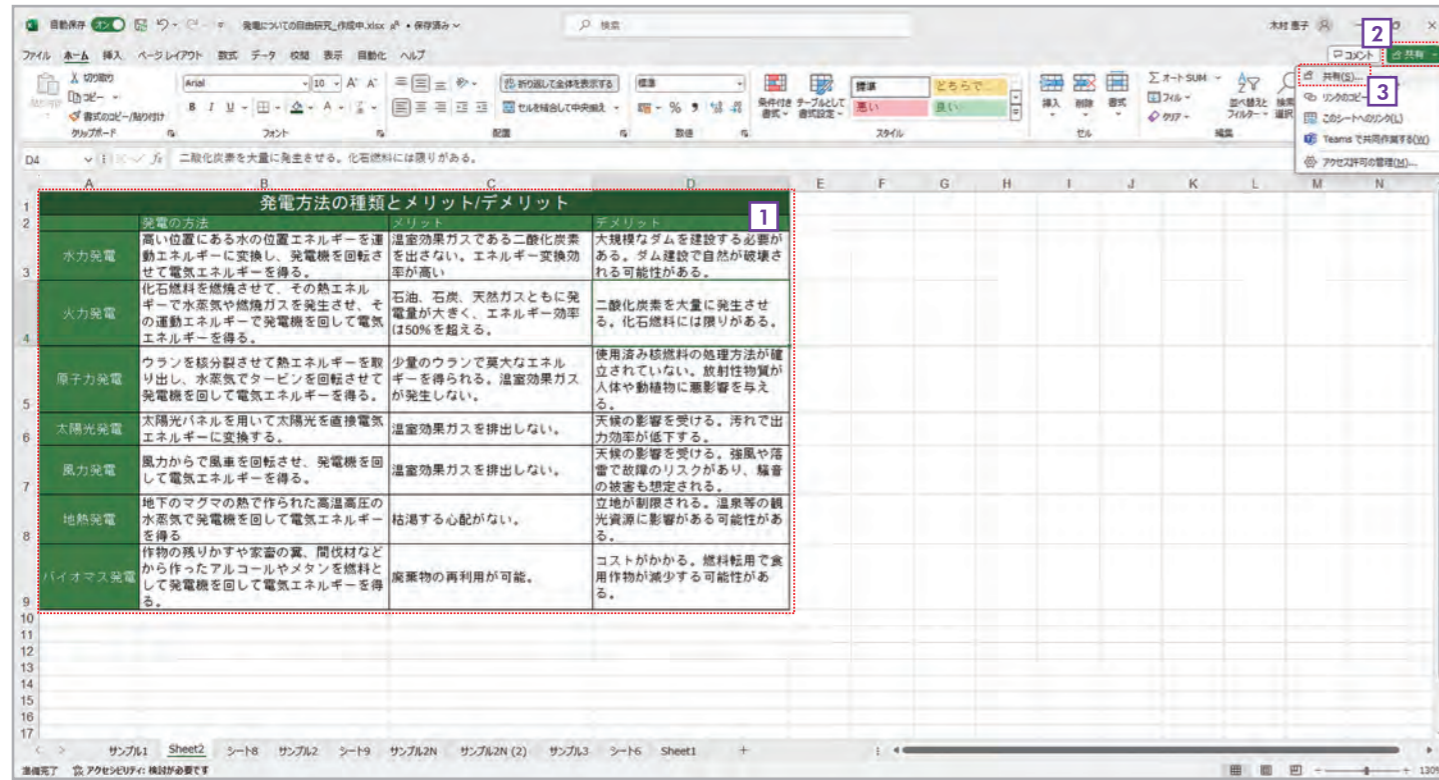 自動保存 オン 発電についての自由研究_作成中.xlsx • 保存済み 検索 木村 恵子
ファイル ホーム 挿入 ページ レイアウト 数式 データ 校閲 表示 自動化 ヘルプ コメント 共有
2
切り取り
コピー
書式のコピー/貼り付け
クリップボード
Arial 10
B I U
フォント
折り返して全体を表示する
セルを結合して中央揃え
配置
標準
数値
条件付き書式
テーブルとして書式設定
標準 どちらで...
悪い 良い
スタイル
挿入 削除 書式
セル
オート SUM
フィル
クリア
並べ替えと
フィルター
編集
共有(S)...
3
リンクのコピー
このシートへのリンク(L)
Teams で共同作業する(W)
アクセス許可の管理(M)...
D4 fx 二酸化炭素を大量に発生させる。化石燃料には限りがある。
A B C D E F G H I J K L M N
1 発電方法の種類とメリット/デメリット
1
2 発電の方法 メリット デメリット
3 水力発電
高い位置にある水の位置エネルギーを運
動エネルギーに変換し、発電機を回転さ
せて電気エネルギーを得る。
温室効果ガスである二酸化炭素
を出さない。エネルギー変換効
率が高い
大規模なダムを建設する必要が
ある。ダム建設で自然が破壊さ
れる可能性がある。
4 火力発電
化石燃料を燃焼させて、その熱エネル
ギーで水蒸気や燃焼ガスを発生させ、そ
の運動エネルギーで発電機を回して電気
エネルギーを得る。
石油、石炭、天然ガスともに発
電量が大きく、エネルギー効率
は50%を超える。
二酸化炭素を大量に発生させ
る。化石燃料には限りがある。
5 原子力発電
ウランを核分裂させて熱エネルギーを取
り出し、水蒸気でタービンを回転させて
発電機を回して電気エネルギーを得る。
少量のウランで莫大なエネル
ギーを得られる。温室効果ガス
が発生しない。
使用済み核燃料の処理方法が確
立されていない。放射性物質が
人体や動植物に悪影響を与え
る。
6 太陽光発電
太陽光パネルを用いて太陽光を直接電気
エネルギーに変換する。
温室効果ガスを排出しない。
天候の影響を受ける。汚れで出
力効率が低下する。
7 風力発電
風力からで風車を回転させ、発電機を回
して電気エネルギーを得る。
温室効果ガスを排出しない。
天候の影響を受ける。強風や落
雷で故障のリスクがあり、騒音
の被害も想定される。
8 地熱発電
地下のマグマの熱で作られた高温高圧の
水蒸気で発電機を回して電気エネルギー
を得る
枯渇する心配がない。
立地が制限される。温泉等の観
光資源に影響がある可能性があ
る。
9 バイオマス発電
作物の残りかすや家畜の糞、間伐材など
から作ったアルコールやメタンを燃料と
して発電機を回して電気エネルギーを得
る。
廃棄物の再利用が可能。
コストがかかる。燃料転用で食
用作物が減少する可能性があ
る。
10
11
12
13
14
15
16
17
サンプル1 Sheet2 シート8 サンプル2 シート9 サンプル2N サンプル2N (2) サンプル3 シート6 Sheet1 +
準備完了 アクセシビリティ: 検討が必要です 130%